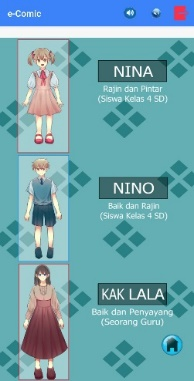 e-Comic
NINA
Rajin dan Pintar
(Siswa Kelas 4 SD)
NINO
Baik dan Rajin
(Siswa Kelas 4 SD)
KAK LALA
Baik dan Penyayang
(Seorang Guru)